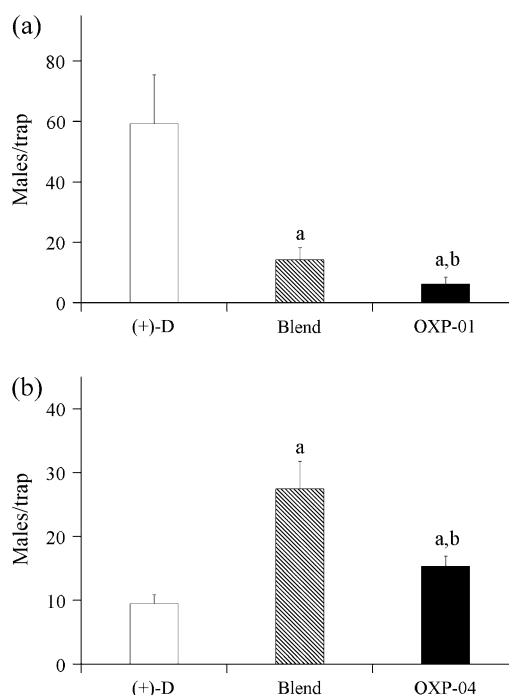 (a)
80
60
40
20
0
Males/trap
a
a,b
(+)-D Blend OXP-01
(b)
40
30
20
10
0
Males/trap
a
a,b
(+)-D Blend OXP-04